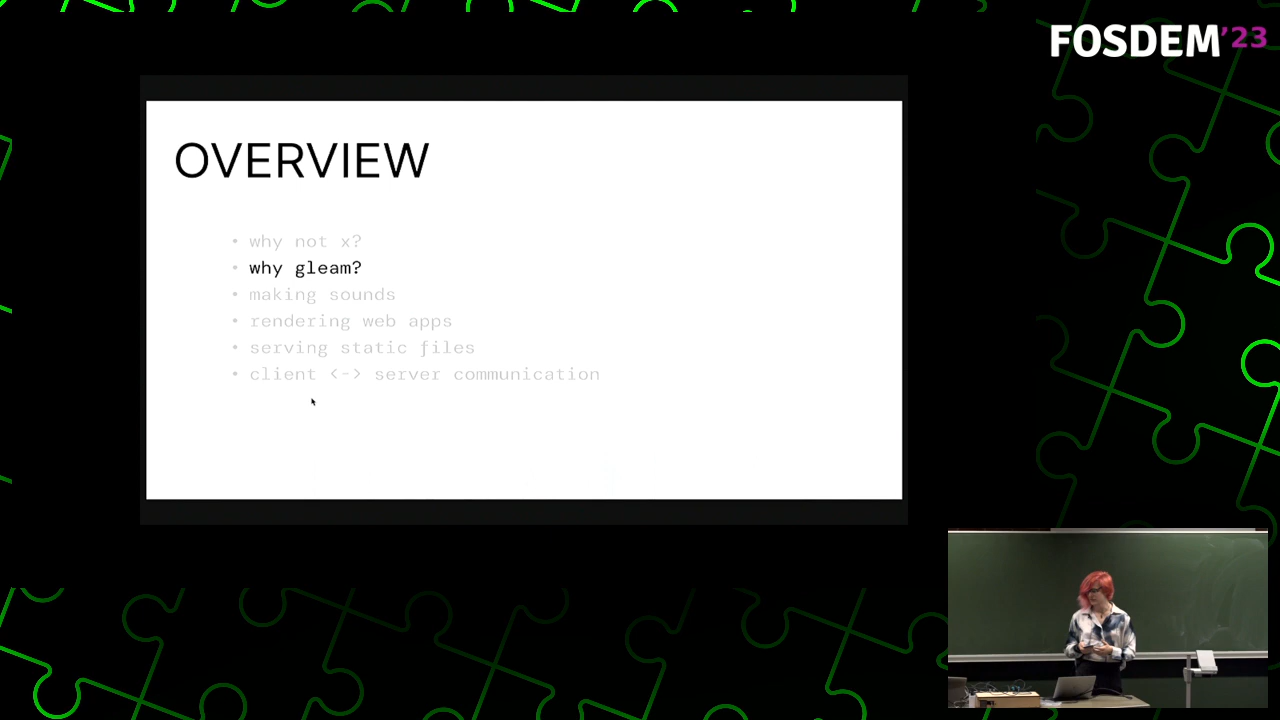 FOSDEM'23
OVERVIEW
• why not x?
• why gleam?
• making sounds
• rendering web apps
• serving static files
• client <-> server communication